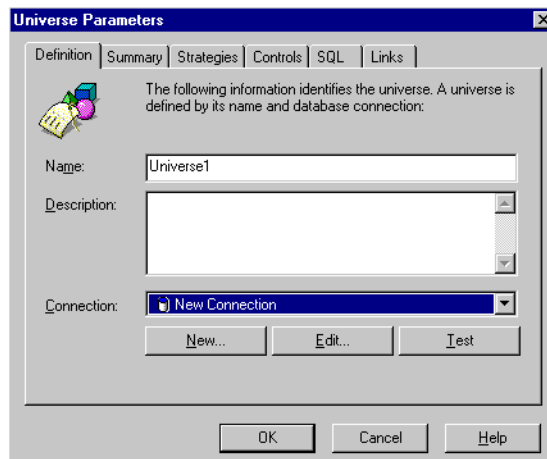 Universe Parameters
Definition Summary Strategies Controls SQL Links
The following information identifies the universe. A universe is
defined by its name and database connection:
Name: Universe1
Description:
Connection: New Connection
New... Edit... Test
OK Cancel Help